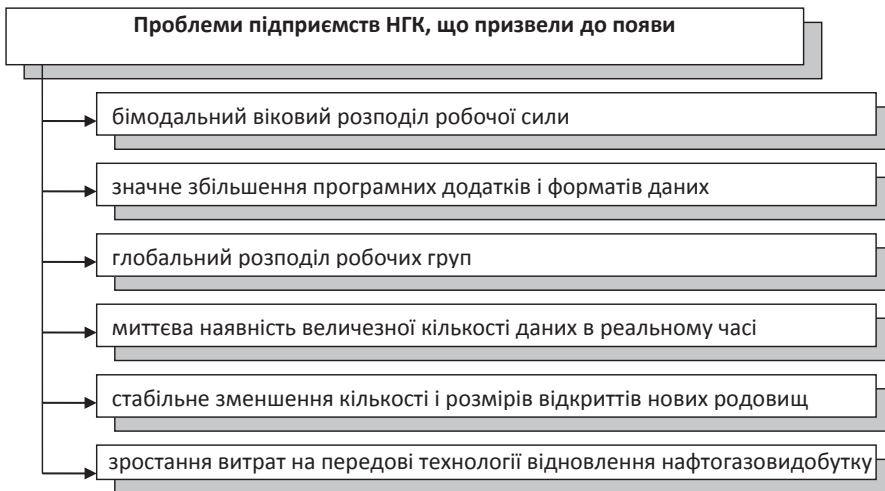 Проблеми підприємств НГК, що призвели до появи
бімодальний віковий розподіл робочої сили
значне збільшення програмних додатків і форматів даних
глобальний розподіл робочих груп
миттєва наявність величезної кількості даних в реальному часі
стабільне зменшення кількості і розмірів відкриттів нових родовищ
зростання витрат на передові технології відновлення нафтогазовидобутку